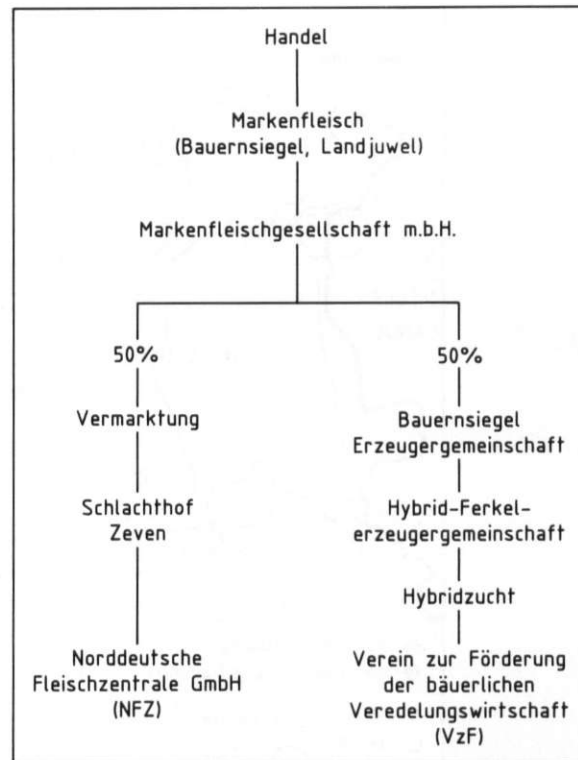 Handel
Markenfleisch
(Bauernsiegel, Landjuwel)
Markenfleischgesellschaft m.b.H.
50%
Vermarktung
Schlachthof
Zeven
Norddeutsche
Fleischzentrale GmbH
(NFZ)
50%
Bauernsiegel
Erzeugergemeinschaft
Hybrid-Ferkel-
erzeugergemeinschaft
Hybridzucht
Verein zur Förderung
der bäuerlichen
Veredelungswirtschaft
(VzF)